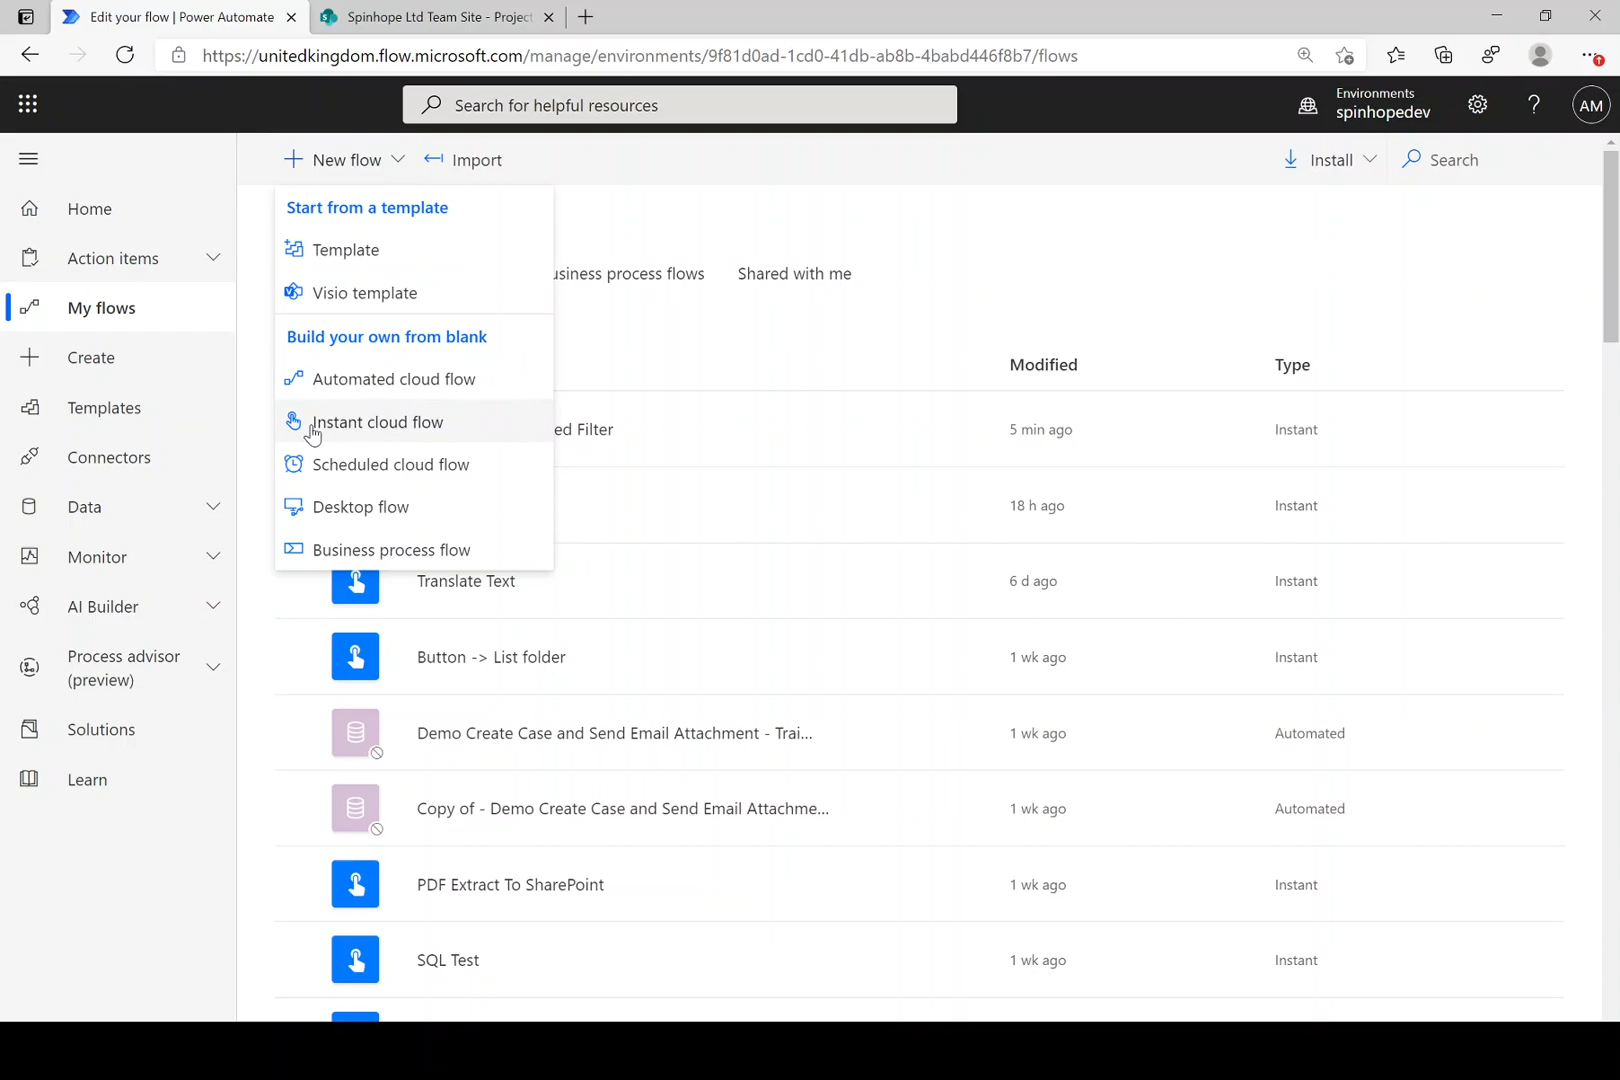 Edit your flow | Power Automate
Spinhope Ltd Team Site - Project
https://unitedkingdom.flow.microsoft.com/manage/environments/9f81d0ad-1cd0-41db-ab8b-4babd446f8b7/flows
Search for helpful resources
Environments
spinhopedev
?
AM
New flow
Import
Install
Search
Home
Action items
My flows
Create
Templates
Connectors
Data
Monitor
AI Builder
Process advisor
(preview)
Solutions
Learn
Start from a template
Template
Visio template
Build your own from blank
Automated cloud flow
Instant cloud flow
Scheduled cloud flow
Desktop flow
Business process flow
usiness process flows
Shared with me
Modified
Type
ed Filter
5 min ago
Instant
18 h ago
Instant
Translate Text
6 d ago
Instant
Button -> List folder
1 wk ago
Instant
Demo Create Case and Send Email Attachment - Trai...
1 wk ago
Automated
Copy of - Demo Create Case and Send Email Attachme...
1 wk ago
Automated
PDF Extract To SharePoint
1 wk ago
Instant
SQL Test
1 wk ago
Instant